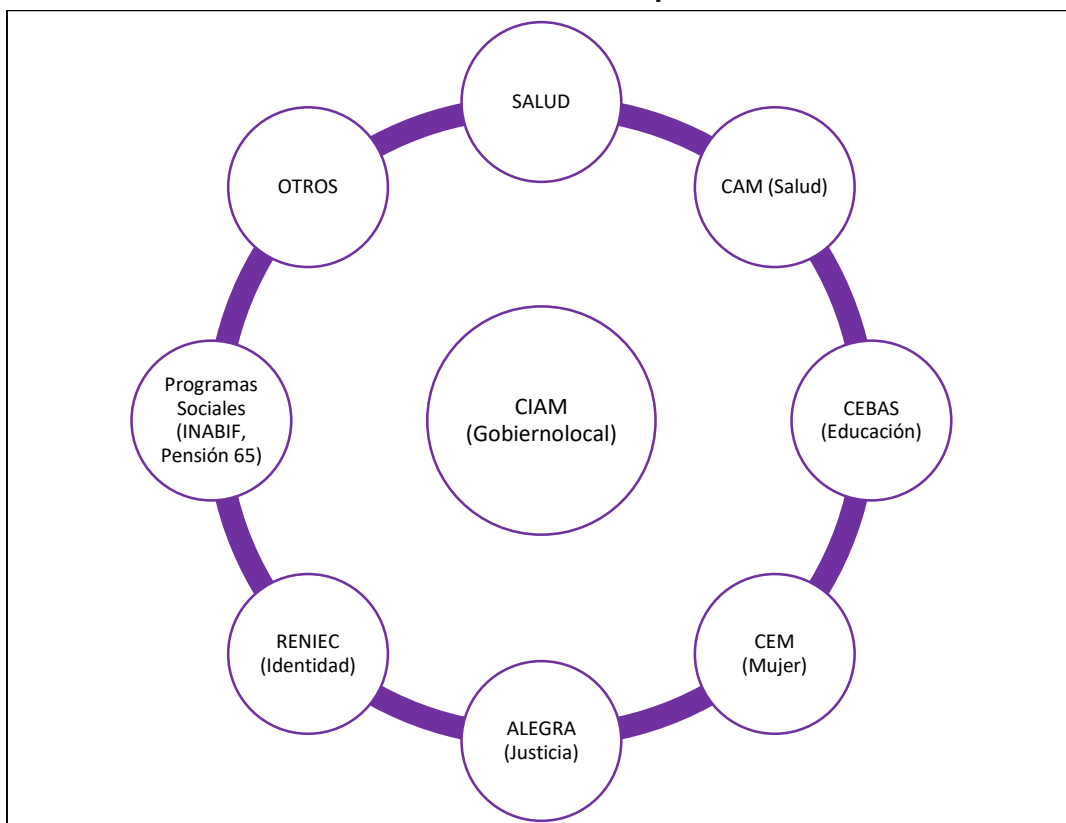 SALUD
CAM (Salud)
CEBAS
(Educación)
CEM
(Mujer)
ALEGRA
(Justicia)
RENIEC
(Identidad)
Programas
Sociales
(INABIF,
Pensión 65)
OTROS
CIAM
(Gobiernolocal)